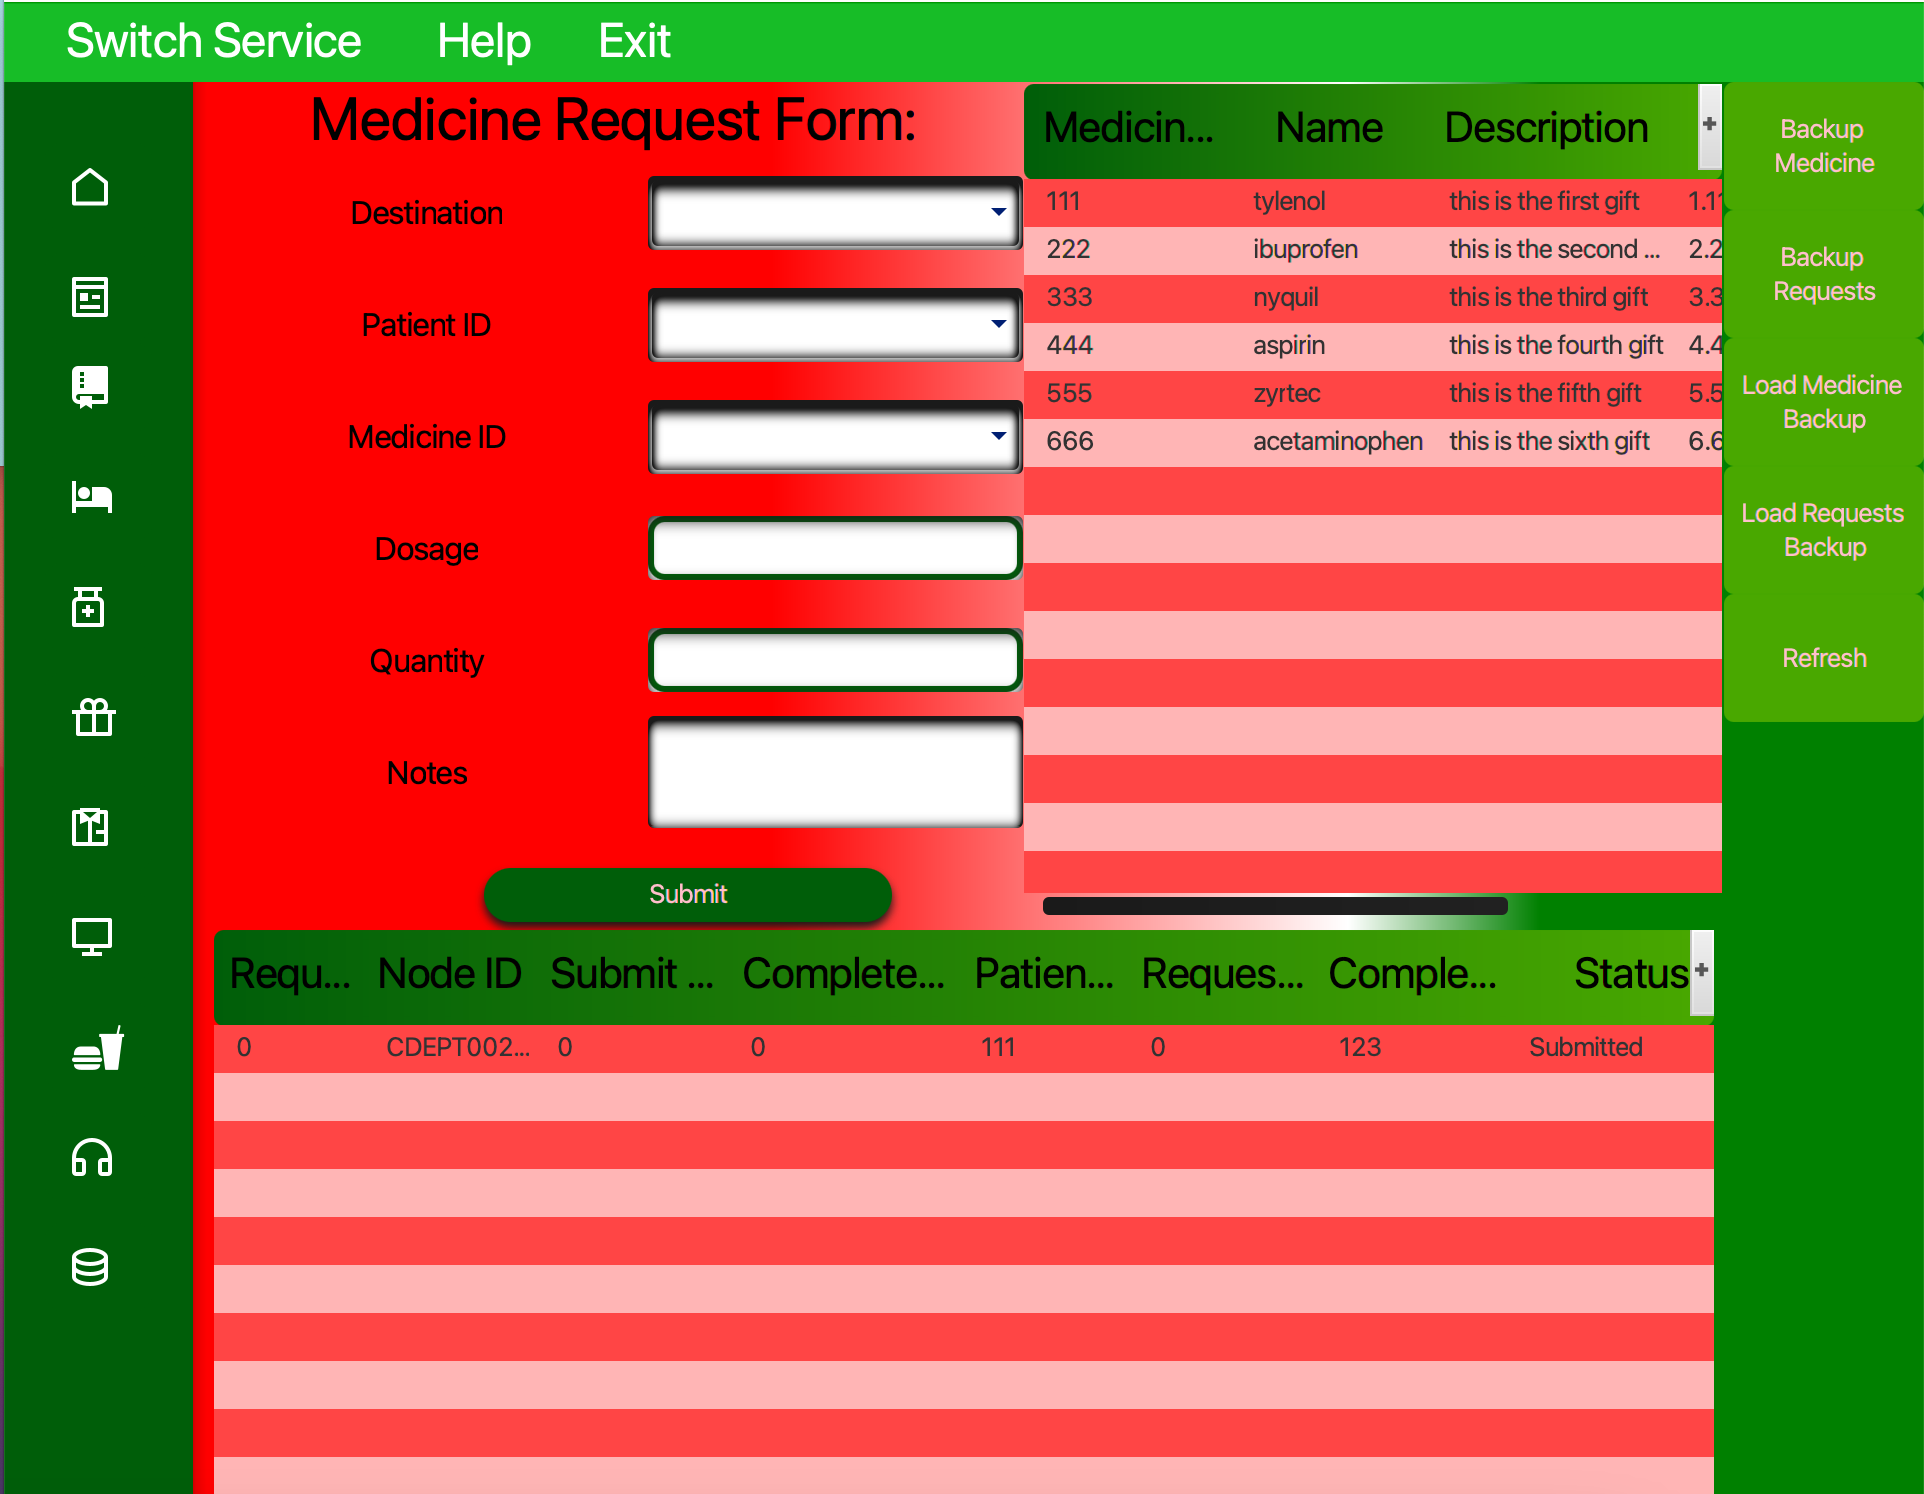 Switch Service Help Exit
Medicine Request Form:
Destination
Patient ID
Medicine ID
Dosage
Quantity
Notes
Submit
Medicin... Name Description
111 tylenol this is the first gift 1.11
222 ibuprofen this is the second ... 2.2
333 nyquil this is the third gift 3.3
444 aspirin this is the fourth gift 4.4
555 zyrtec this is the fifth gift 5.5
666 acetaminophen this is the sixth gift 6.6
Backup
Medicine
Backup
Requests
Load Medicine
Backup
Load Requests
Backup
Refresh
Requ... Node ID Submit ... Complete... Patien... Reques... Comple... Status
0 CDEPT002... 0 0 111 0 123 Submitted